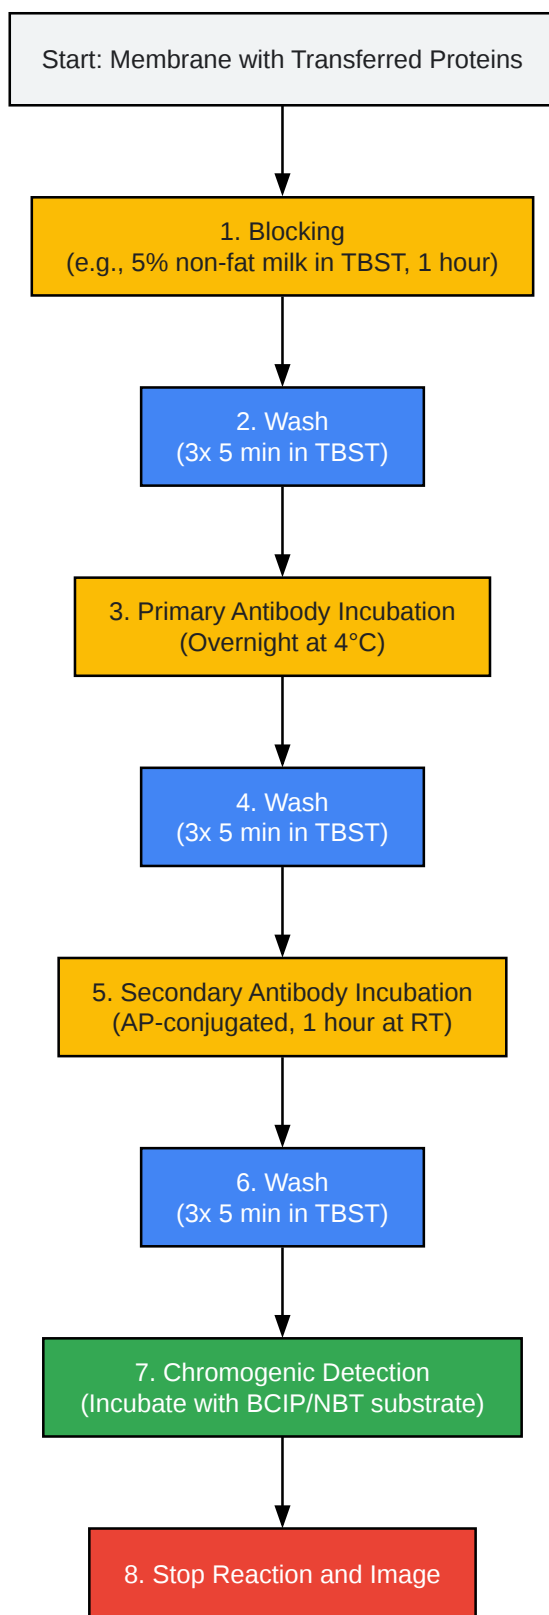 Start: Membrane with Transferred Proteins
1. Blocking
(e.g., 5% non-fat milk in TBST, 1 hour)
2. Wash
(3x 5 min in TBST)
3. Primary Antibody Incubation
(Overnight at 4°C)
4. Wash
(3x 5 min in TBST)
5. Secondary Antibody Incubation
(AP-conjugated, 1 hour at RT)
6. Wash
(3x 5 min in TBST)
7. Chromogenic Detection
(Incubate with BCIP/NBT substrate)
8. Stop Reaction and Image